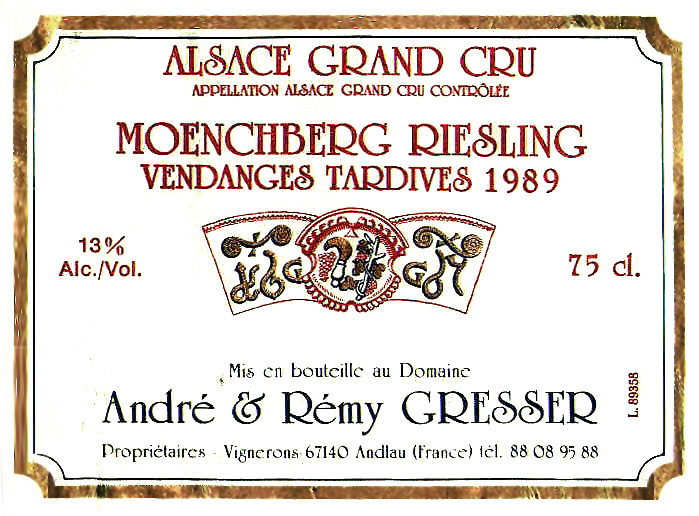 ALSACE GRAND CRU
APPELLATION ALSACE GRAND CRU CONTRÔLÉE
MOENCHBERG RIESLING
VENDANGES TARDIVES 1989
13%
Alc./Vol.
G G
75 cl.
Mis en bouteille au Domaine
André & Rémy GRESSER
Propriétaires - Vignerons-67140 Andlau (France) tél. 88 08 95 88
L. 89358